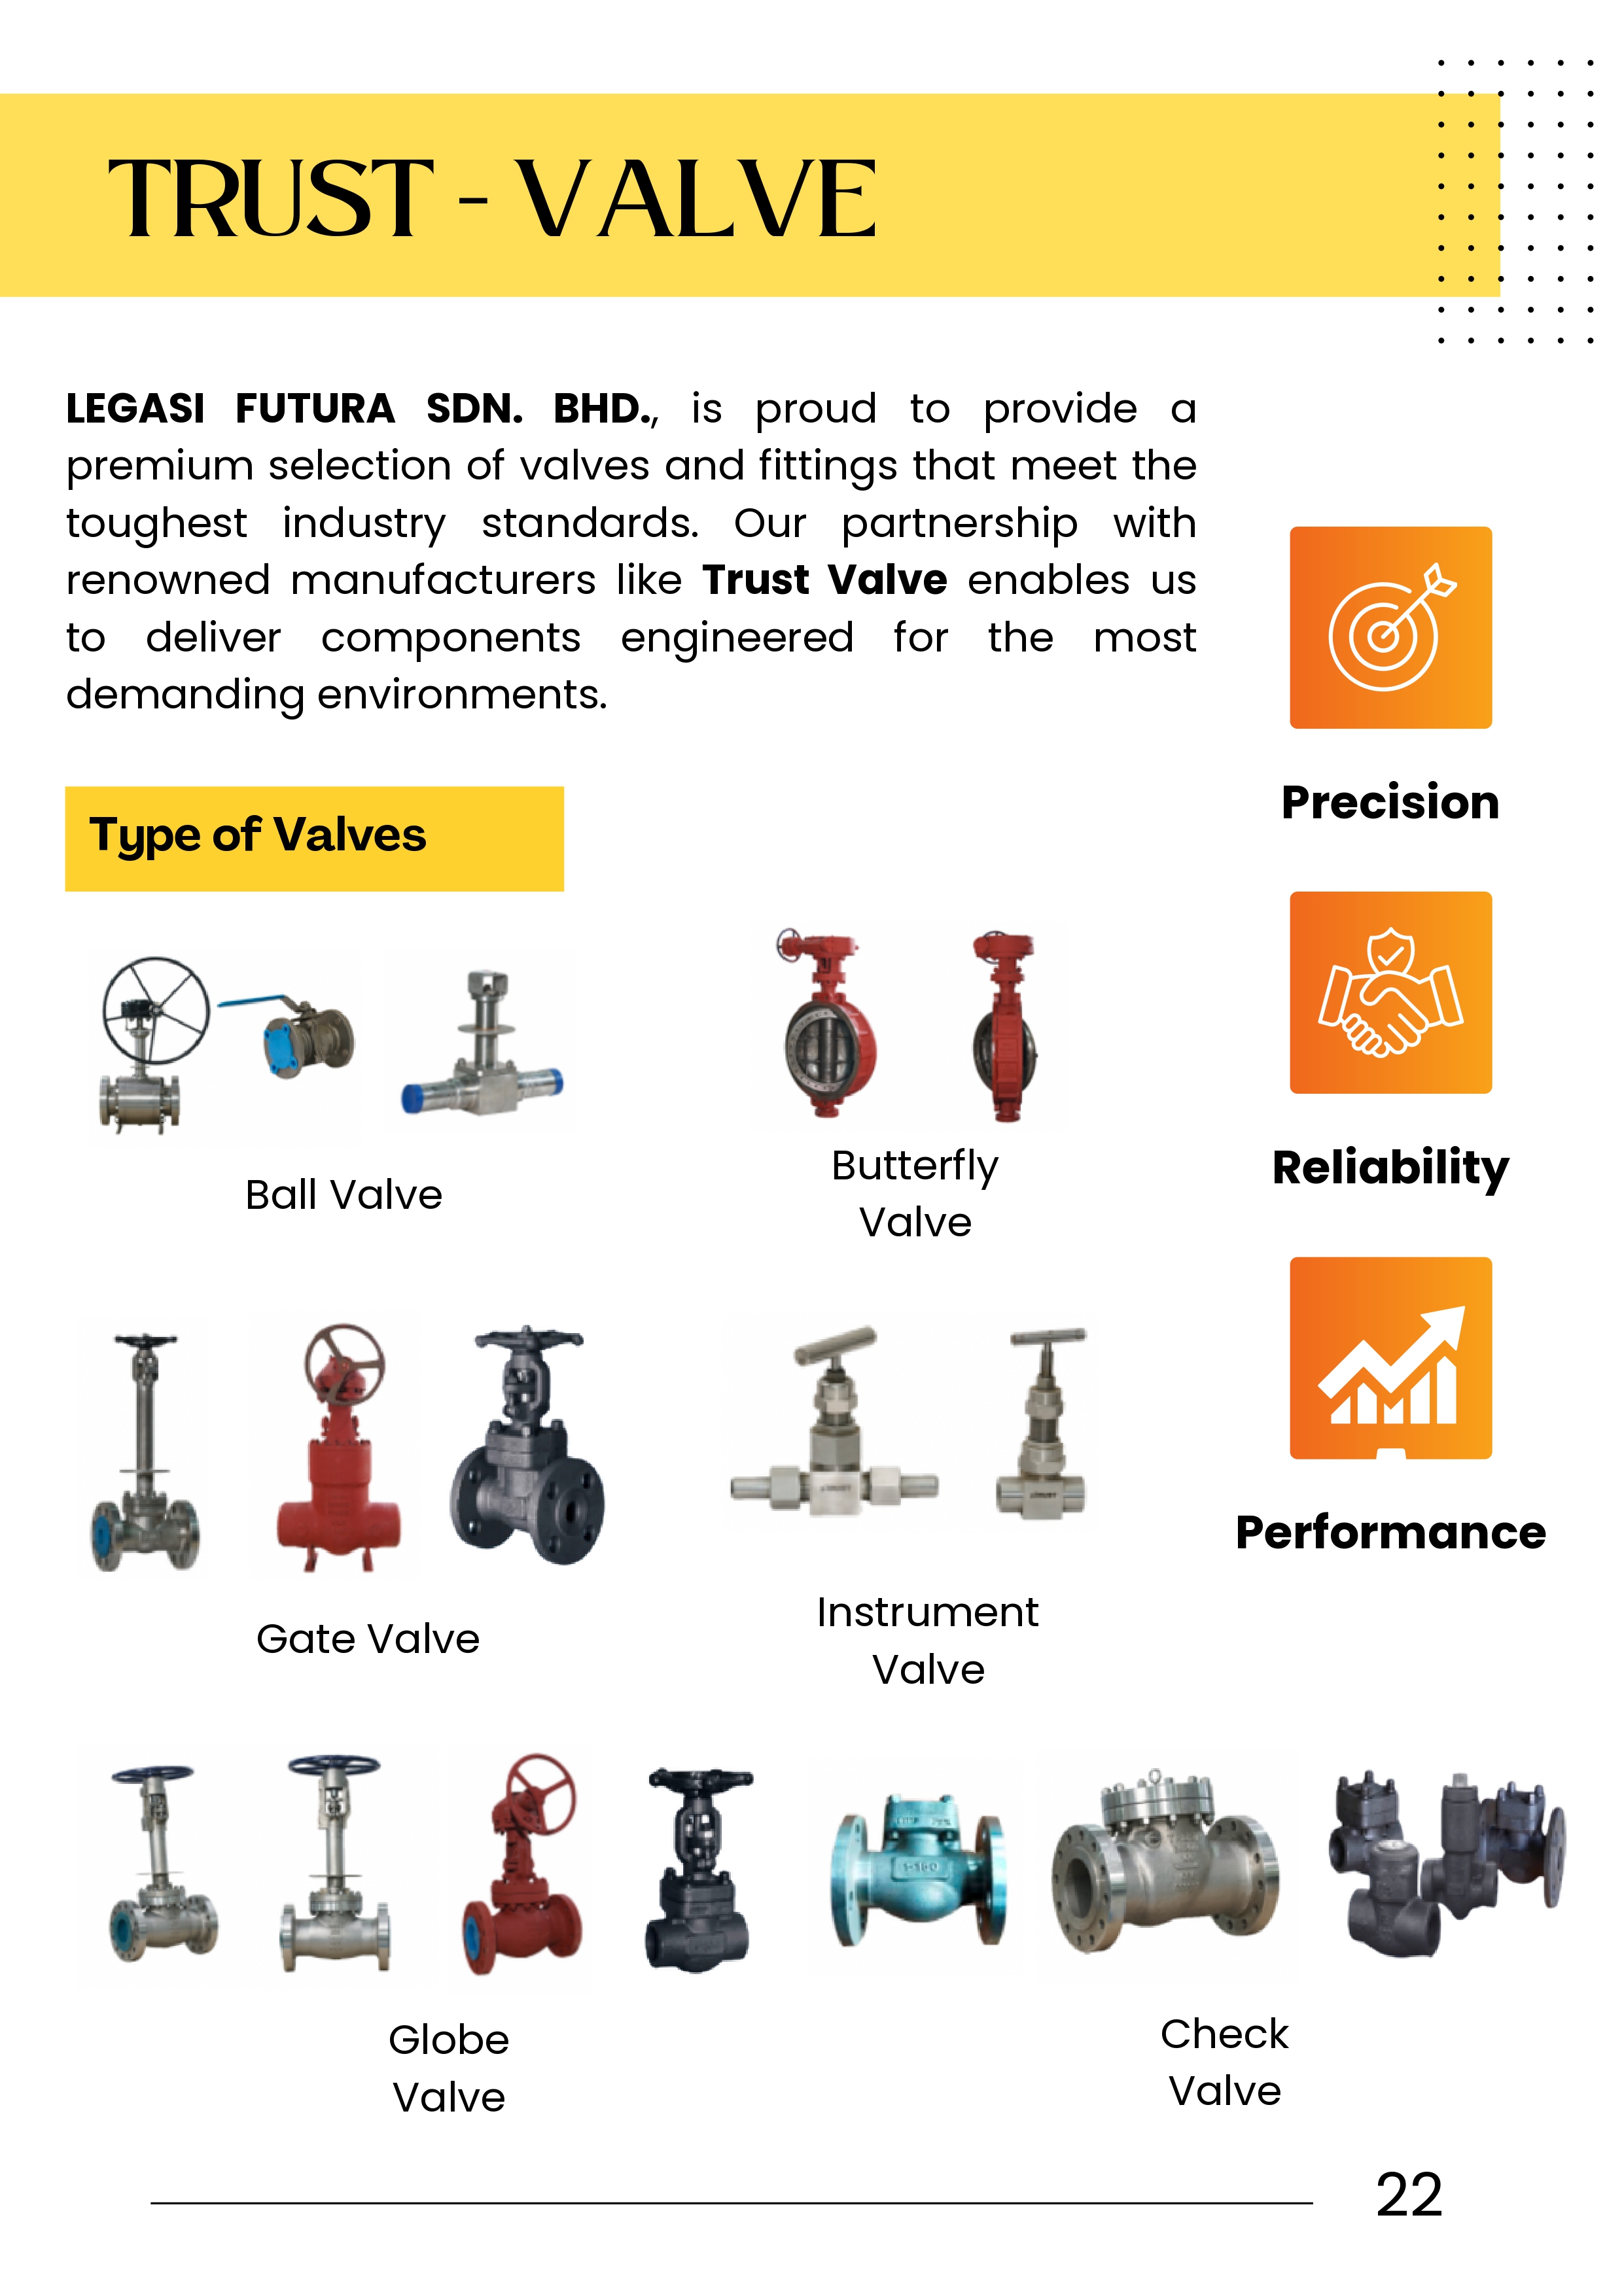 TRUST - VALVE
LEGASI FUTURA SDN. BHD., is proud to provide a
premium selection of valves and fittings that meet the
toughest industry standards. Our partnership with
renowned manufacturers like Trust Valve enables us
to deliver components engineered for the most
demanding environments.
Precision
Type of Valves
Reliability
Ball Valve
Butterfly
Valve
Performance
Gate Valve
Instrument
Valve
1-150
Globe
Valve
Check
Valve
22